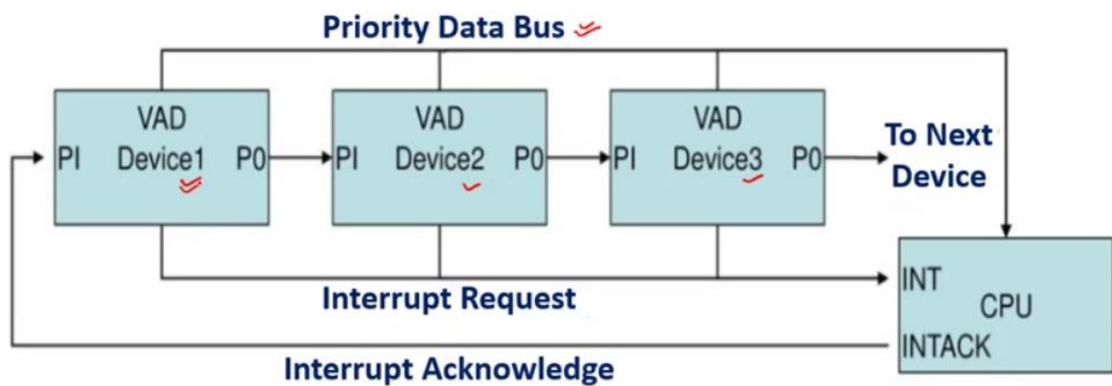 Priority Data Bus
VAD
PI Device1 P0
VAD
PI Device2 P0
VAD
PI Device3 P0
To Next
Device
Interrupt Request
INT
CPU
INTACK
Interrupt Acknowledge